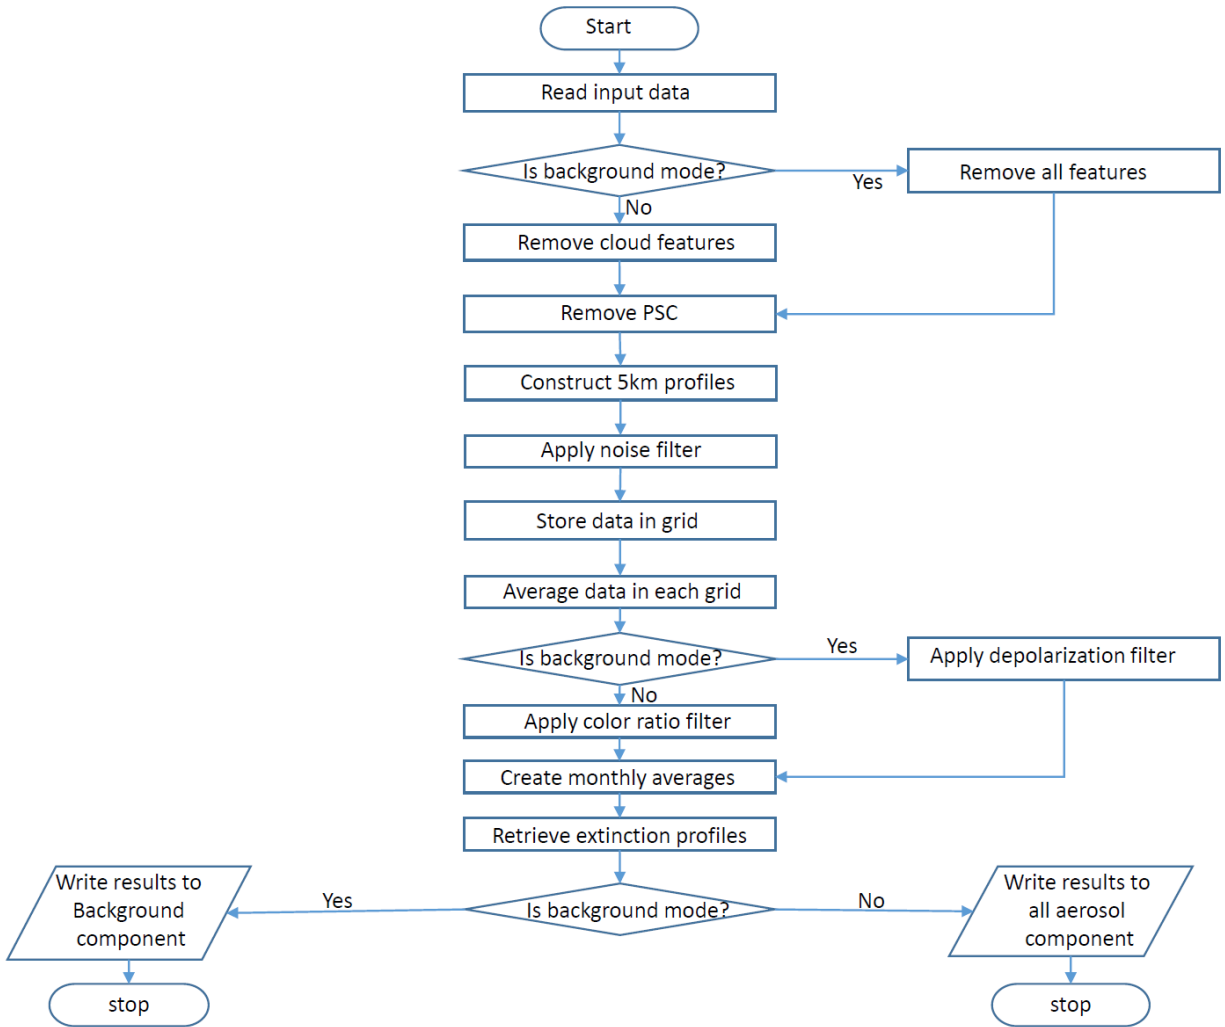 Start
Read input data
Is background mode?
Yes
Remove all features
No
Remove cloud features
Remove PSC
Construct 5km profiles
Apply noise filter
Store data in grid
Average data in each grid
Is background mode?
Yes
Apply depolarization filter
No
Apply color ratio filter
Create monthly averages
Retrieve extinction profiles
Write results to
Background
component
Yes
Is background mode?
No
Write results to
all aerosol
component
stop
stop